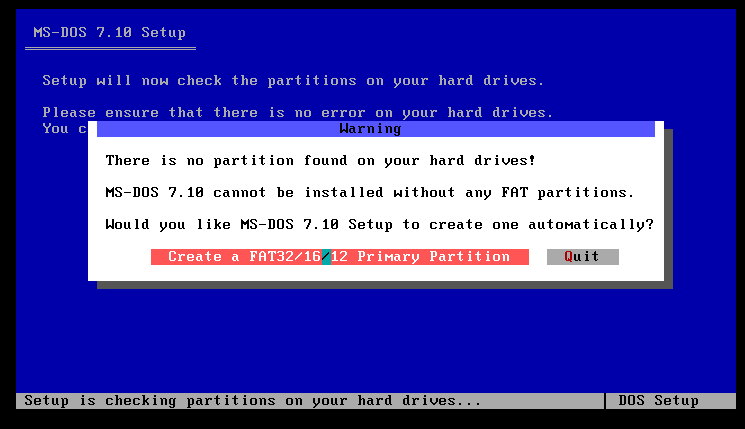 MS-DOS 7.10 Setup
Setup will now check the partitions on your hard drives.
Please ensure that there is no error on your hard drives.
You c
Warning
There is no partition found on your hard drives!
MS-DOS 7.10 cannot be installed without any FAT partitions.
Would you like MS-DOS 7.10 Setup to create one automatically?
Create a FAT32/16/12 Primary Partition Quit
Setup is checking partitions on your hard drives... DOS Setup